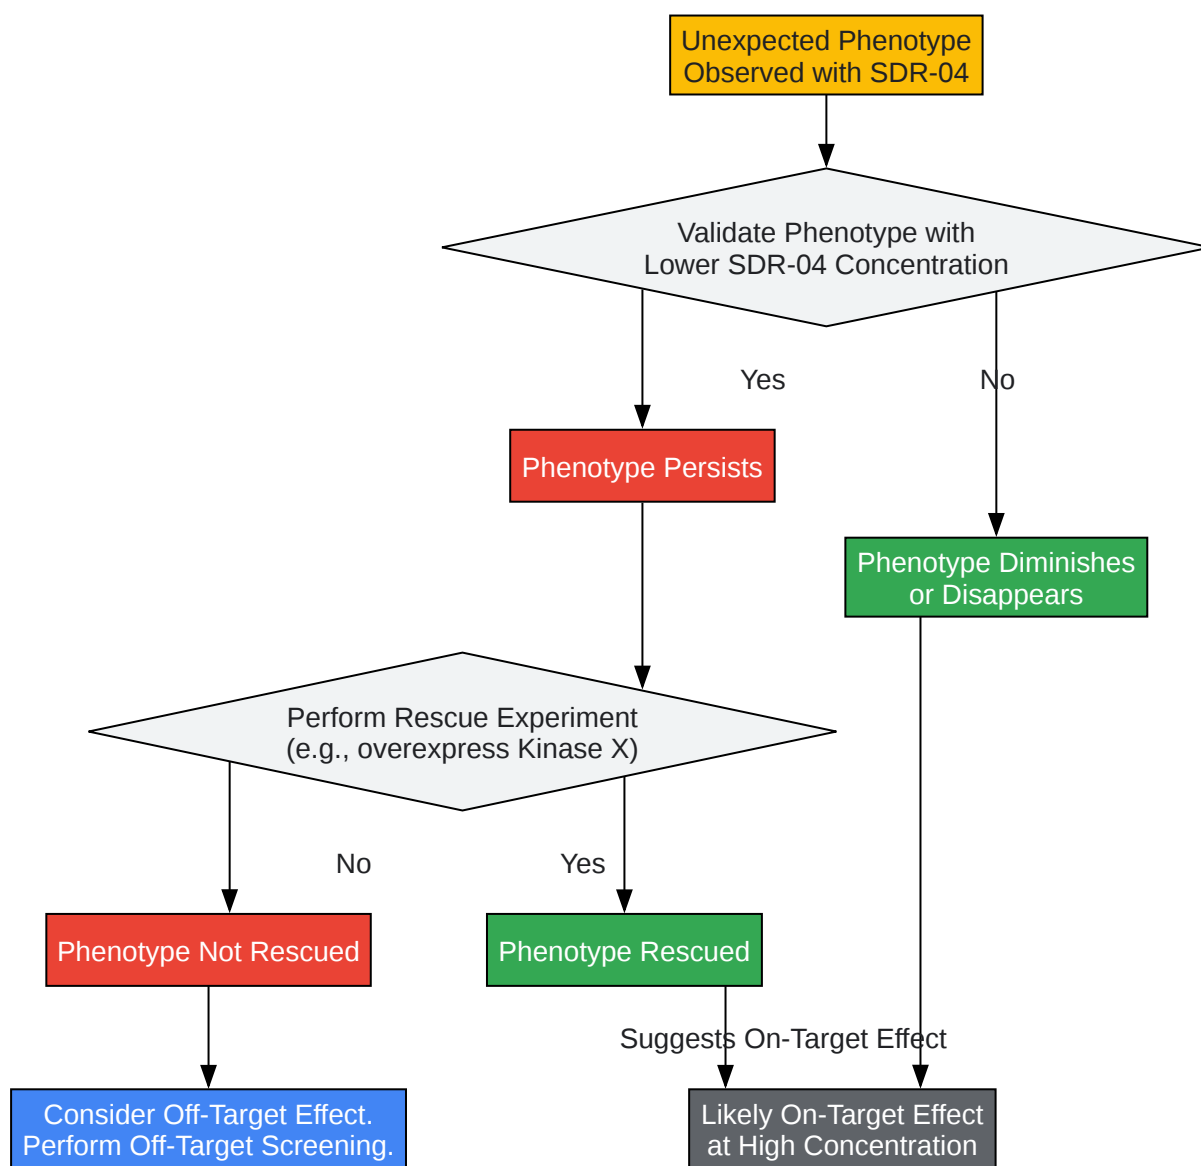 Unexpected Phenotype
Observed with SDR-04
Validate Phenotype with
Lower SDR-04 Concentration
Yes
No
Phenotype Persists
Phenotype Diminishes
or Disappears
Perform Rescue Experiment
(e.g., overexpress Kinase X)
No
Yes
Phenotype Not Rescued
Phenotype Rescued
Suggests On-Target Effect
Consider Off-Target Effect.
Perform Off-Target Screening.
Likely On-Target Effect
at High Concentration